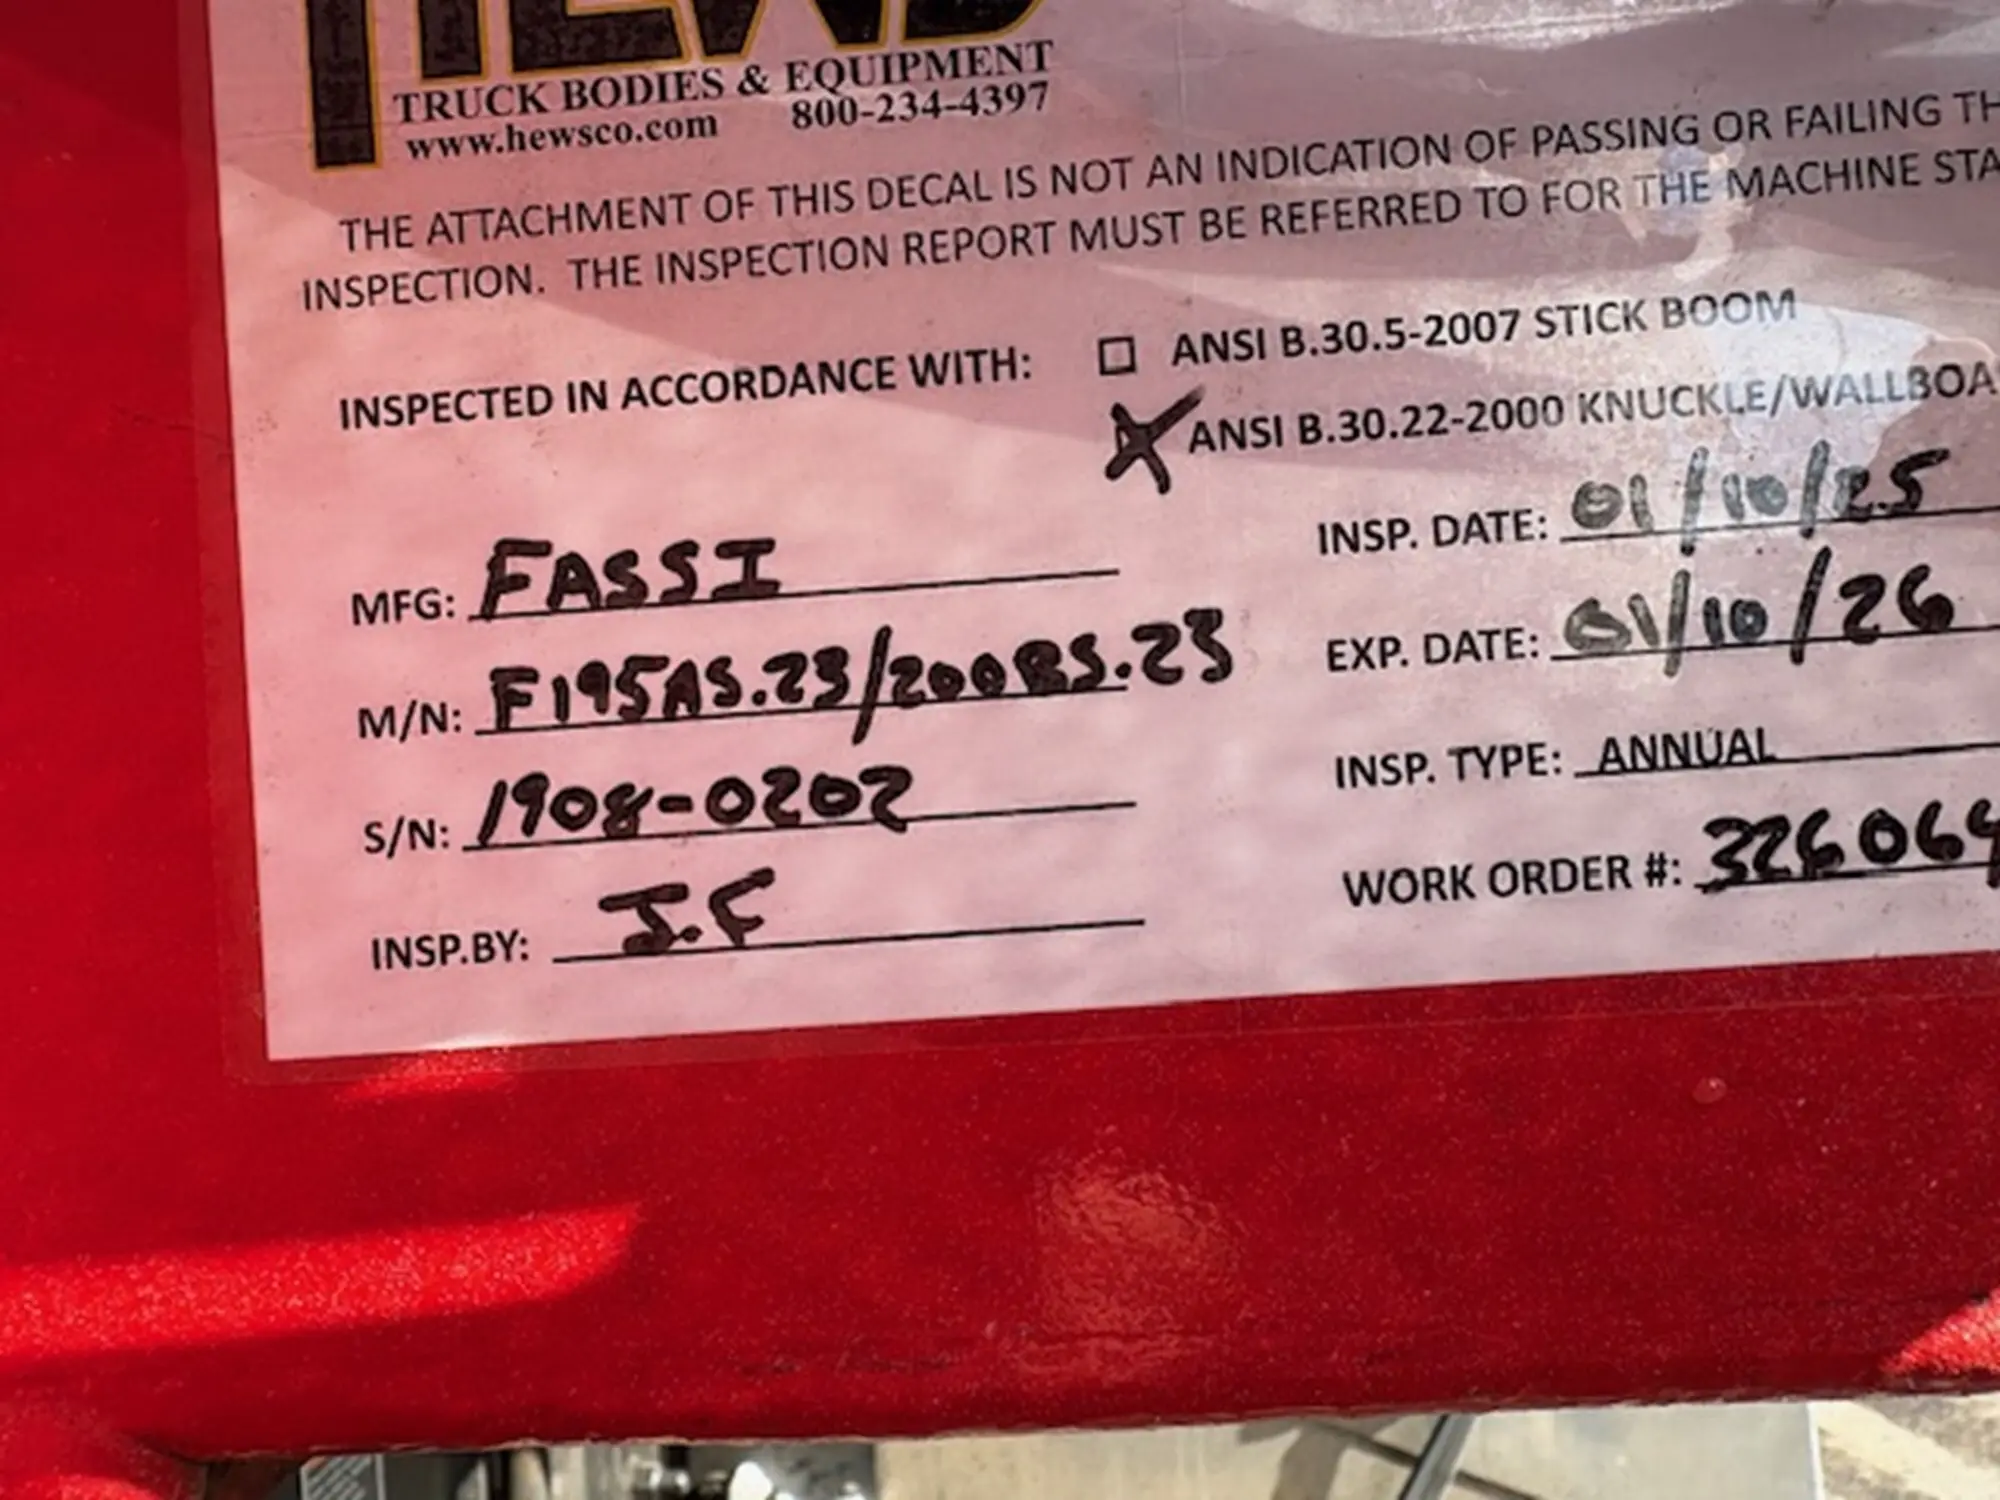 HEWS
TRUCK BODIES & EQUIPMENT
www.hewsco.com 800-234-4397
THE ATTACHMENT OF THIS DECAL IS NOT AN INDICATION OF PASSING OR FAILING TH
INSPECTION. THE INSPECTION REPORT MUST BE REFERRED TO FOR THE MACHINE STA
INSPECTED IN ACCORDANCE WITH: ☐ ANSI B.30.5-2007 STICK BOOM
X ANSI B.30.22-2000 KNUCKLE/WALLBOA
INSP. DATE: 01/10/25
MFG: FASSI
EXP. DATE: 01/10/26
M/N: F195AS.23/200RS.23
INSP. TYPE: ANNUAL
S/N: 1908-0202
WORK ORDER #: 326064
INSP.BY: J.F